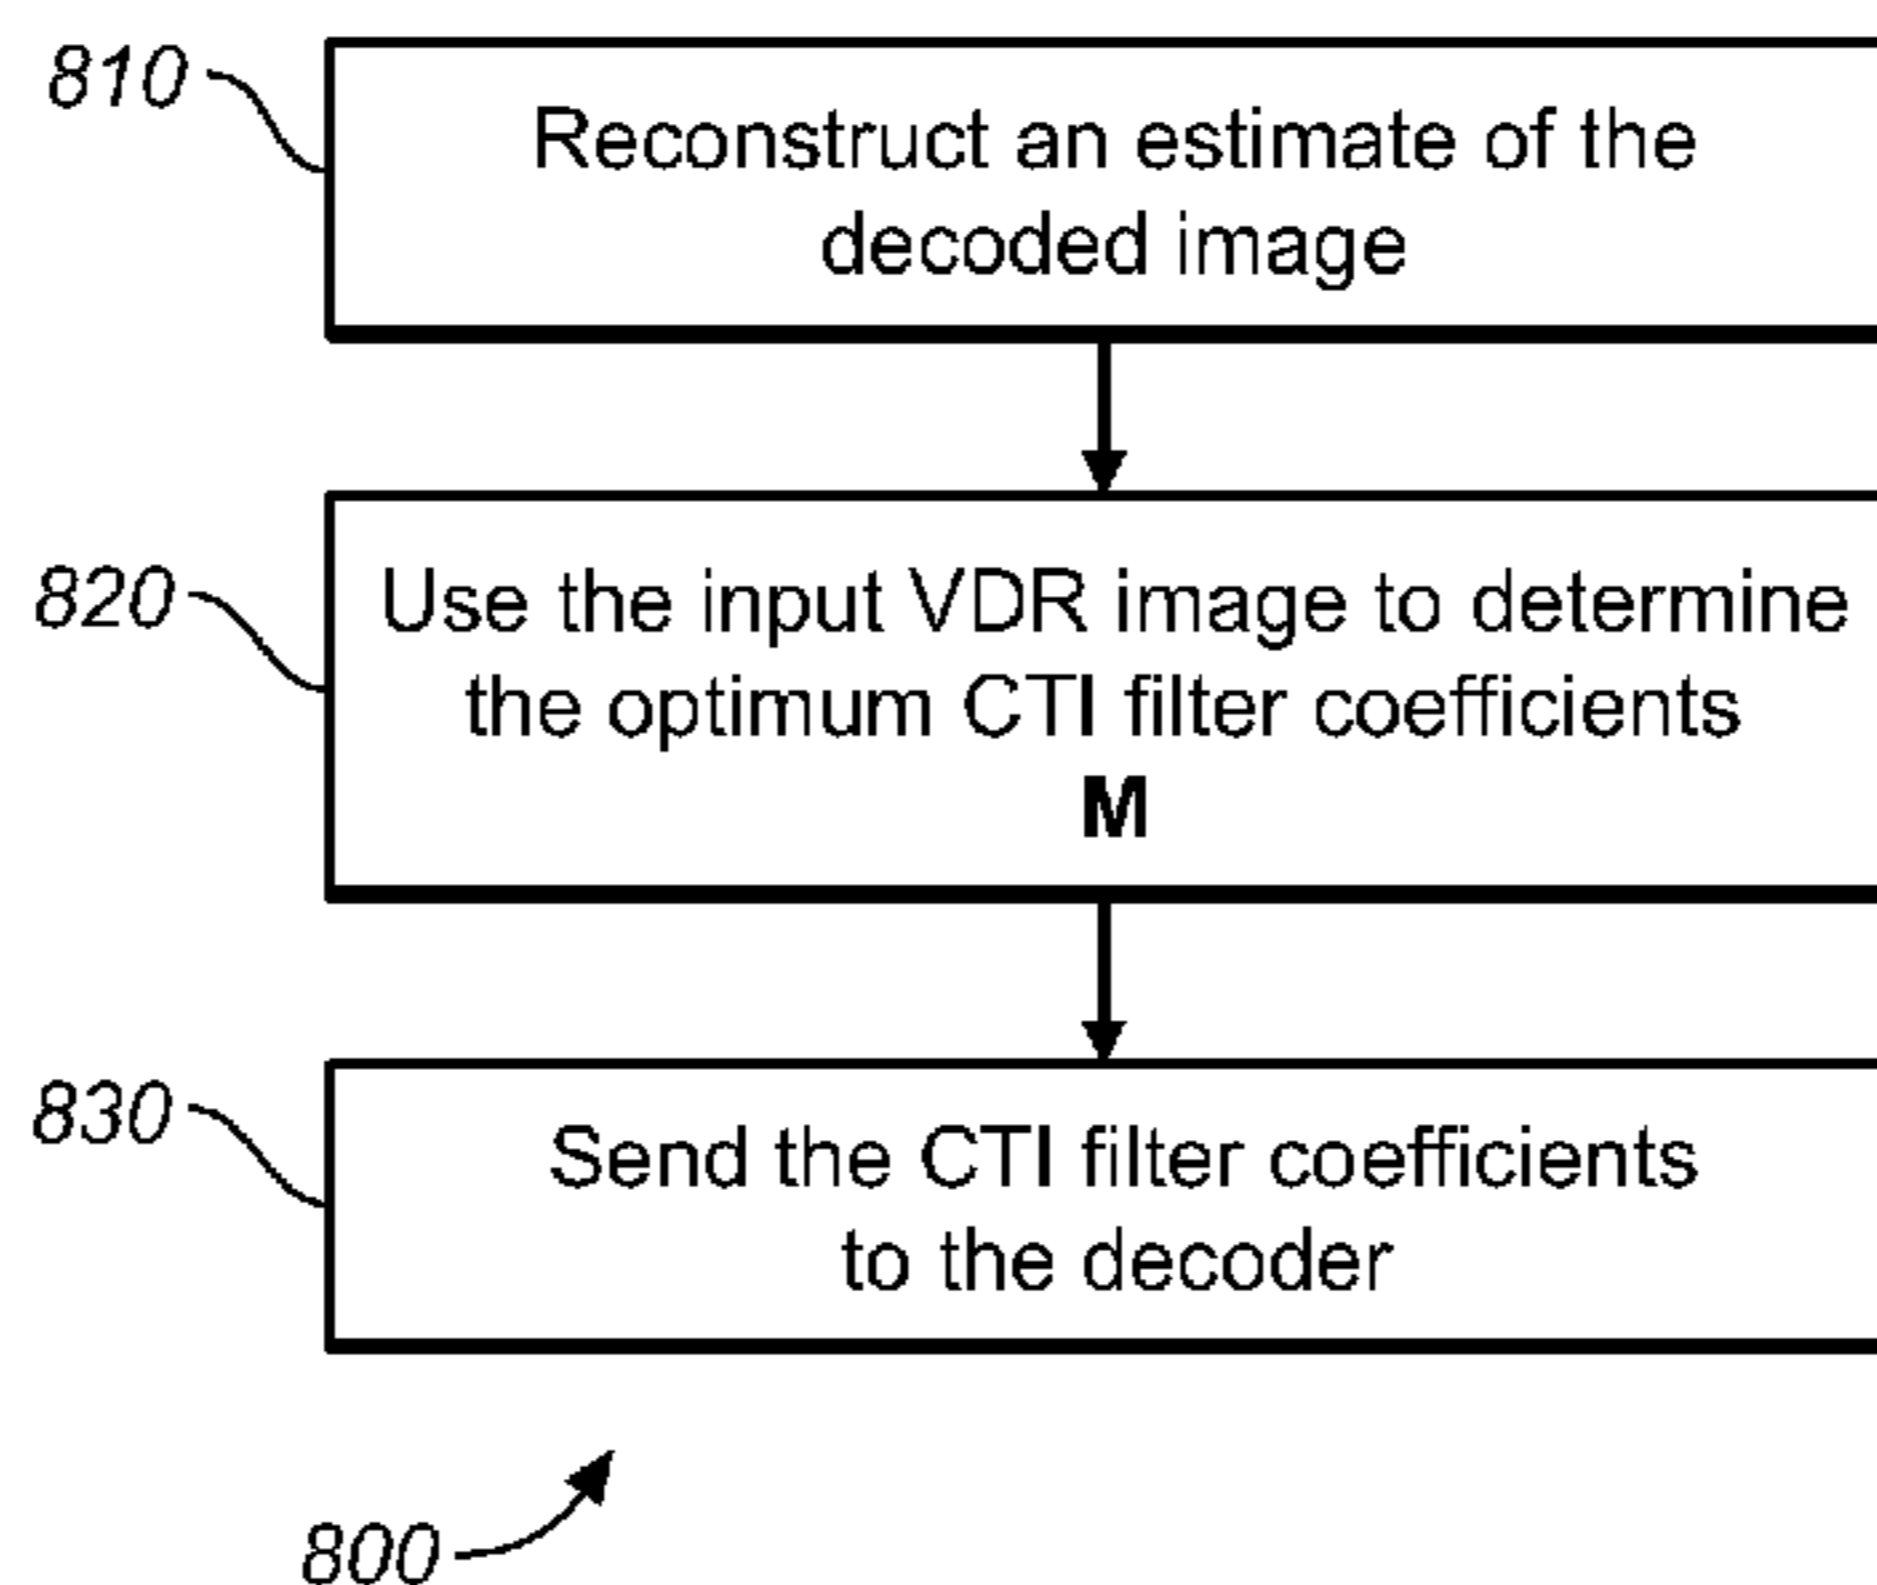 810
Reconstruct an estimate of the
decoded image
820
Use the input VDR image to determine
the optimum CTI filter coefficients
M
830
Send the CTI filter coefficients
to the decoder
800